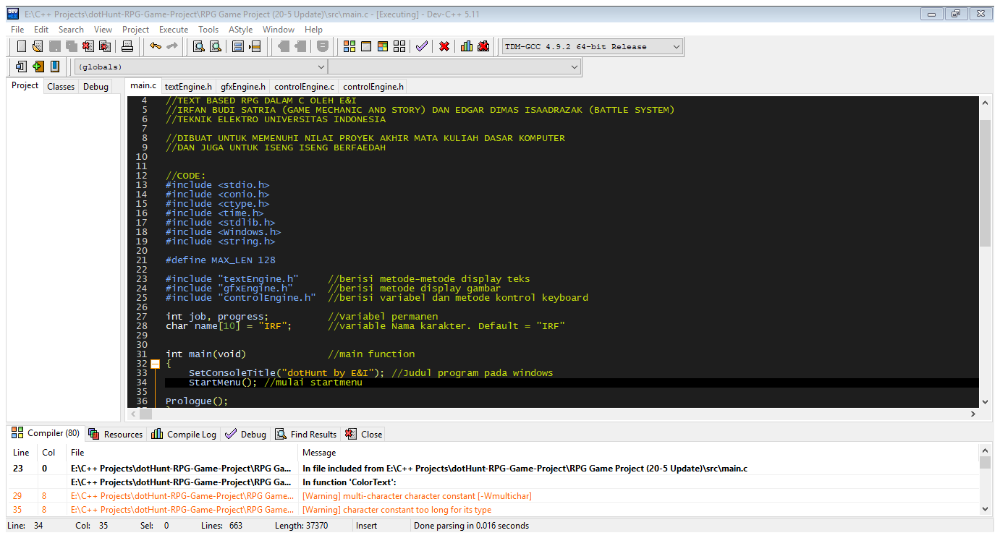 E:\C++ Projects\dotHunt-RPG-Game-Project\RPG Game Project (20-5 Update)\src\main.c - [Executing] - Dev-C++ 5.11
File Edit Search View Project Execute Tools AStyle Window Help
TDM-GCC 4.9.2 64-bit Release
(globals)
Project Classes Debug main.c textEngine.h gfxEngine.h controlEngine.c controlEngine.h
4 //TEXT BASED RPG DALAM C OLEH E&I
5 //IRFAN BUDI SATRIA (GAME MECHANIC AND STORY) DAN EDGAR DIMAS ISAADRAZAK (BATTLE SYSTEM)
6 //TEKNIK ELEKTRO UNIVERSITAS INDONESIA
7
8 //DIBUAT UNTUK MEMENUHI NILAI PROYEK AKHIR MATA KULIAH DASAR KOMPUTER
9 //DAN JUGA UNTUK ISENG ISENG BERFAEDAH
10
11
12 //CODE:
13 #include <stdio.h>
14 #include <conio.h>
15 #include <ctype.h>
16 #include <time.h>
17 #include <stdlib.h>
18 #include <Windows.h>
19 #include <string.h>
20
21 #define MAX_LEN 128
22
23 #include "textEngine.h" //berisi metode-metode display teks
24 #include "gfxEngine.h" //berisi metode display gambar
25 #include "controlEngine.h" //berisi variabel dan metode kontrol keyboard
26
27 int job, progress; //Variabel permanen
28 char name[10] = "IRF"; //variable Nama karakter. Default = "IRF"
29
30
31 int main(void) //main function
32 {
33 SetConsoleTitle("dotHunt by E&I"); //Judul program pada windows
34 StartMenu(); //mulai startmenu
35
36 Prologue();
Compiler (80) Resources Compile Log Debug Find Results Close
Line Col File Message
23 0 E:\C++ Projects\dotHunt-RPG-Game-Project\RPG Ga... In file included from E:\C++ Projects\dotHunt-RPG-Game-Project\RPG Game Project (20-5 Update)\src\main.c
E:\C++ Projects\dotHunt-RPG-Game-Project\RPG Ga... In function 'ColorText':
29 8 E:\C++ Projects\dotHunt-RPG-Game-Project\RPG Game... [Warning] multi-character character constant [-Wmultichar]
35 8 E:\C++ Projects\dotHunt-RPG-Game-Project\RPG Game... [Warning] character constant too long for its type
Line: 34 Col: 35 Sel: 0 Lines: 663 Length: 37370 Insert Done parsing in 0.016 seconds